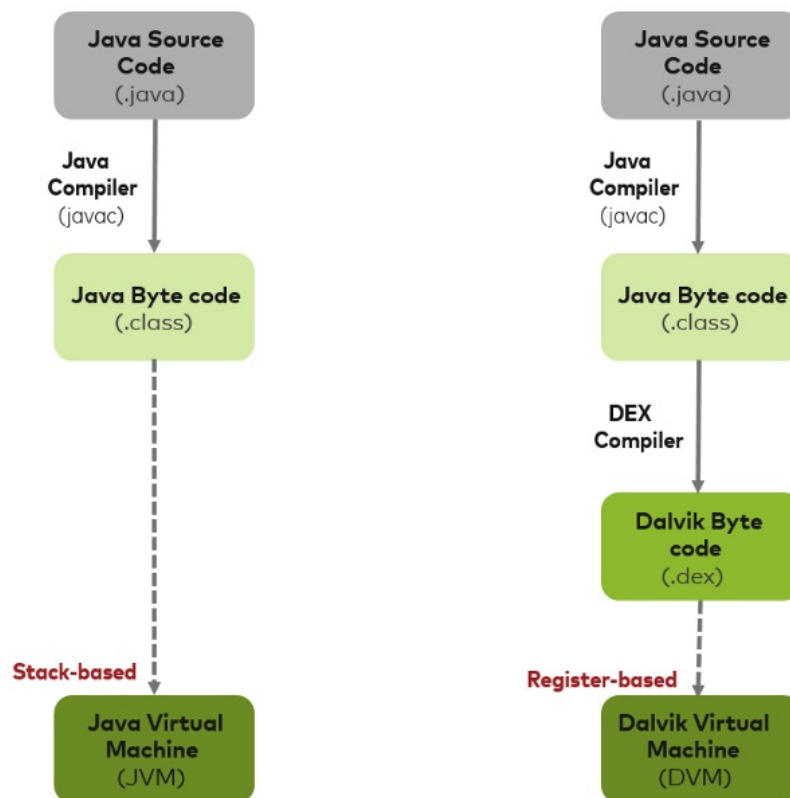 Java Source
Code
(.java)
Java
Compiler
(javac)
Java Byte code
(.class)
Stack-based
Java Virtual
Machine
(JVM)
Java Source
Code
(.java)
Java
Compiler
(javac)
Java Byte code
(.class)
DEX
Compiler
Dalvik Byte
code
(.dex)
Register-based
Dalvik Virtual
Machine
(DVM)